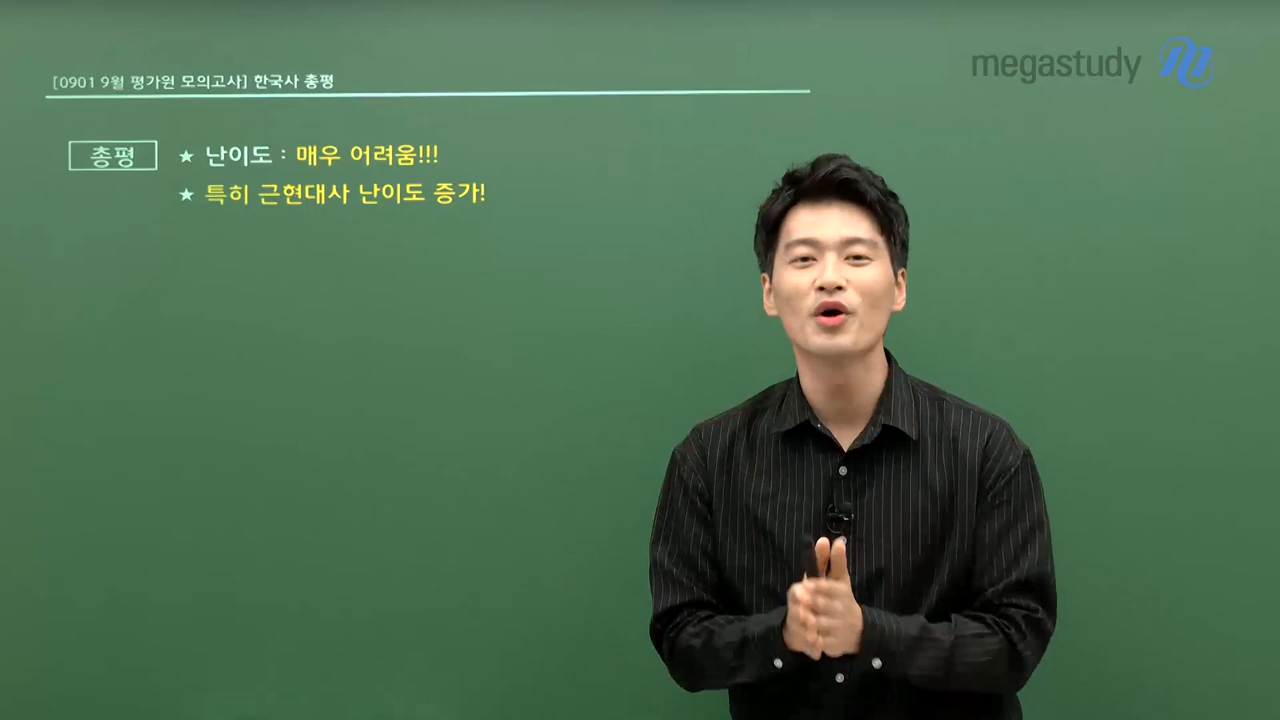 megastudy
[0901 9월 평가원 모의고사] 한국사 총평
총평 ★ 난이도 : 매우 어려움!!!
★ 특히 근현대사 난이도 증가!